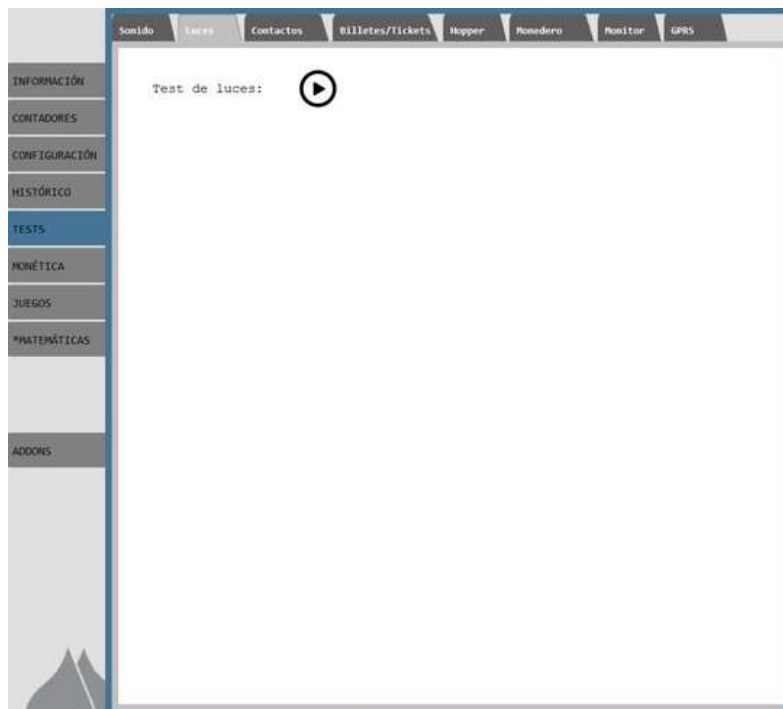 Sonido Luces Contactos Billetes/Tickets Hopper Monedero Monitor GPRS
Test de luces:
INFORMACIÓN
CONTADORES
CONFIGURACIÓN
HISTÓRICO
TESTS
MONÉTICA
JUEGOS
*MATEMÁTICAS
ADDONS